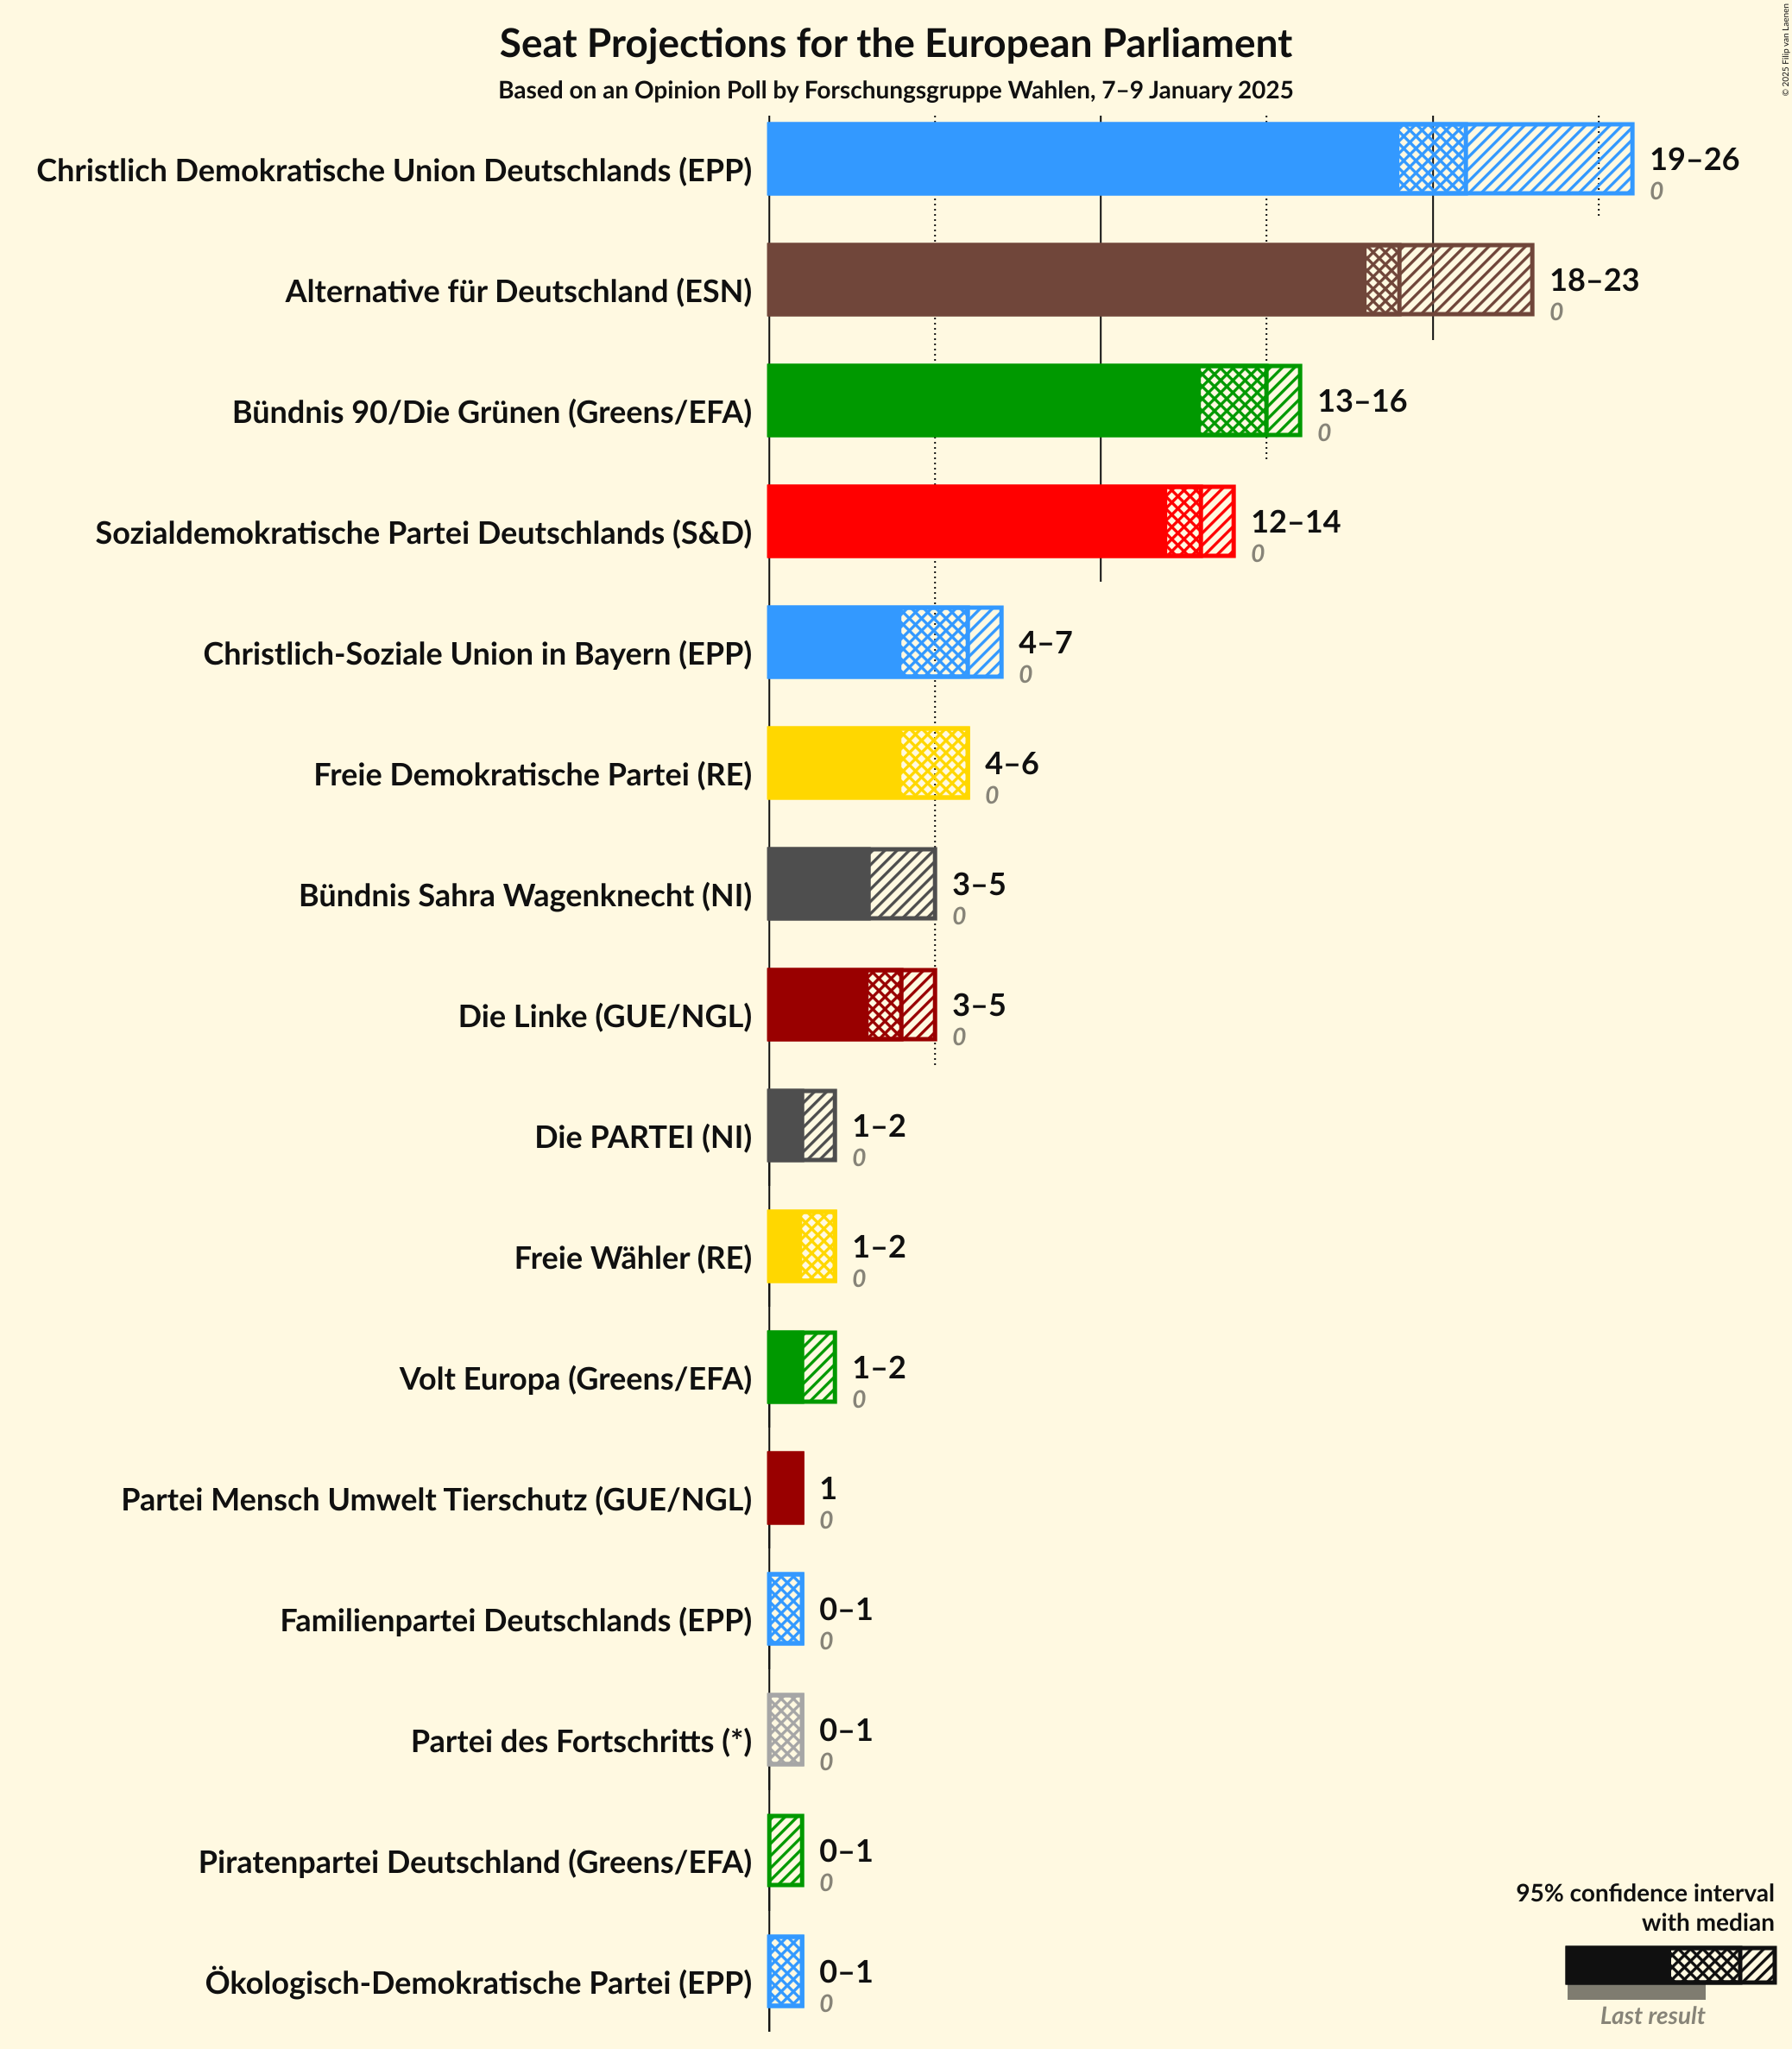 Seat Projections for the European Parliament
Based on an Opinion Poll by Forschungsgruppe Wahlen, 7–9 January 2025
© 2025 Filip van Laenen
Christlich Demokratische Union Deutschlands (EPP)
19–26
0
Alternative für Deutschland (ESN)
18–23
0
Bündnis 90/Die Grünen (Greens/EFA)
13–16
0
Sozialdemokratische Partei Deutschlands (S&D)
12–14
0
Christlich-Soziale Union in Bayern (EPP)
4–7
0
Freie Demokratische Partei (RE)
4–6
0
Bündnis Sahra Wagenknecht (NI)
3–5
0
Die Linke (GUE/NGL)
3–5
0
Die PARTEI (NI)
1–2
0
Freie Wähler (RE)
1–2
0
Volt Europa (Greens/EFA)
1–2
0
Partei Mensch Umwelt Tierschutz (GUE/NGL)
1
0
Familienpartei Deutschlands (EPP)
0–1
0
Partei des Fortschritts (*)
0–1
0
Piratenpartei Deutschland (Greens/EFA)
0–1
0
Ökologisch-Demokratische Partei (EPP)
0–1
0
95% confidence interval
with median
Last result